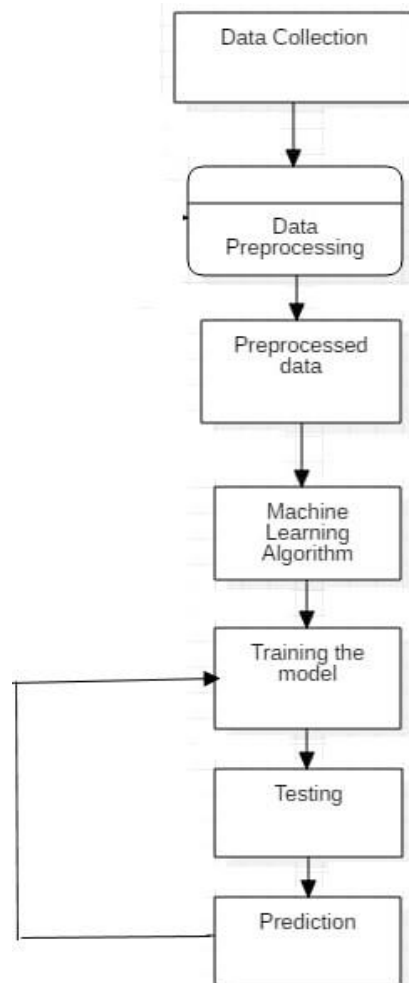 Data Collection
Data
Preprocessing
Preprocessed
data
Machine
Learning
Algorithm
Training the
model
Testing
Prediction